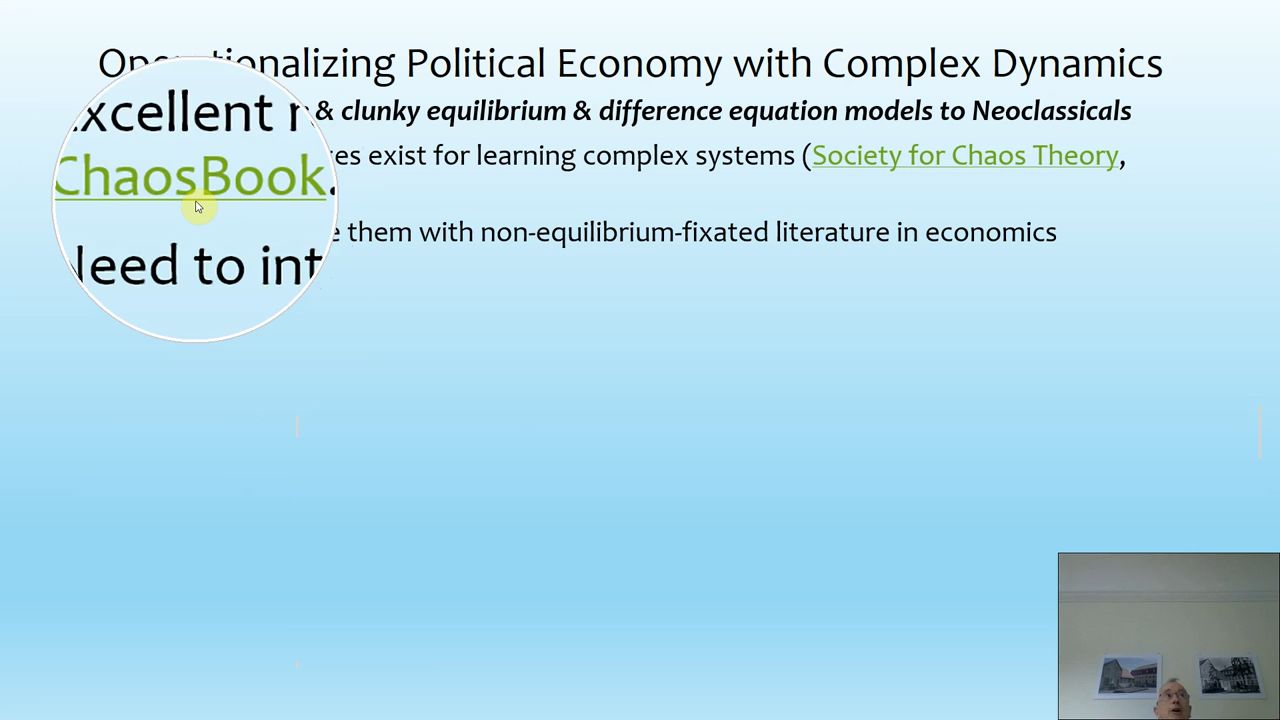 Operationalizing Political Economy with Complex Dynamics
& clunky equilibrium & difference equation models to Neoclassicals
xcellent
es exist for learning complex systems (Society for Chaos Theory,
ChaosBook.
them with non-equilibrium-fixated literature in economics
eed to int